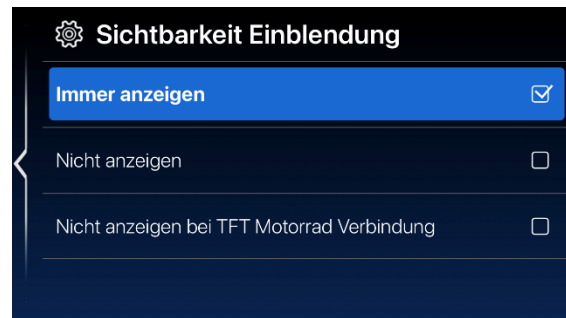 Sichtbarkeit Einblendung
Immer anzeigen
Nicht anzeigen
Nicht anzeigen bei TFT Motorrad Verbindung